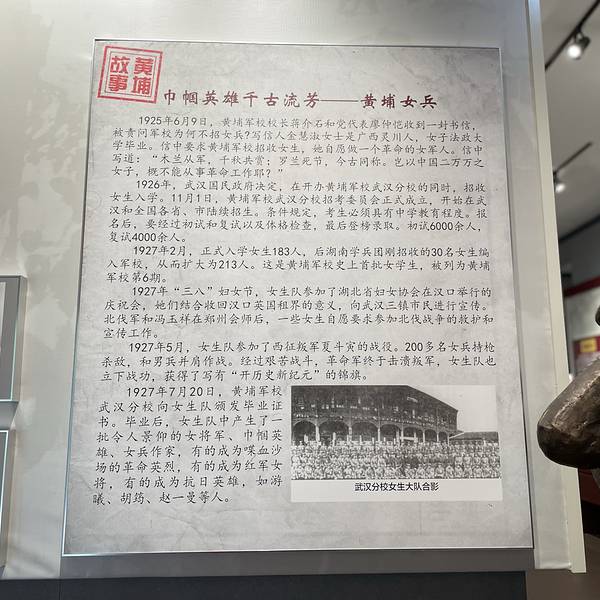 黄埔故事
巾帼英雄千古流芳——黄埔女兵
1925年6月9日，黄埔军校校长蒋介石和党代表廖仲恺收到一封书信，
被责问军校为何不招女兵？写信人金慧淑女士是广西灵川人，女子法政大
学毕业。信中要求黄埔军校招收女生，她自愿做一个革命的女军人。信中
写道：“木兰从军，千秋共赏；罗兰死节，今古同称。岂以中国二万万之
女子，概不能从事革命工作耶？”
1926年，武汉国民政府决定，在开办黄埔军校武汉分校的同时，招收
女生入学。11月1日，黄埔军校武汉分校招考委员会正式成立，开始在武
汉和全国各省、市陆续招生。条件规定，考生必须具有中学教育程度。报
名后，要经过初试和复试以及体格检查，最后登榜录取。初试6000余人，
复试4000余人。
1927年2月，正式入学女生183人，后湖南学兵团刚招收的30名女生编
入军校，从而扩大为213人。这是黄埔军校史上首批女学生，被列为黄埔
军校第6期。
1927年“三八”妇女节，女生队参加了湖北省妇女协会在汉口举行的
庆祝会，她们结合收回汉口英国租界的意义，向武汉三镇市民进行宣传。
北伐军和冯玉祥在郑州会师后，一些女生自愿要求参加北伐战争的救护和
宣传工作。
1927年5月，女生队参加了西征叛军夏斗寅的战役。200多名女兵持枪
杀敌，和男兵并肩作战。经过艰苦战斗，革命军终于击溃叛军，女生队也
立下战功，获得了写有“开历史新纪元”的锦旗。
1927年7月20日，黄埔军校
武汉分校向女生队颁发毕业证
书。毕业后，女生队中产生了一
批令人景仰的女将军、巾帼英
雄、女兵作家，有的成为喋血沙
场的革命英烈，有的成为红军女
将，有的成为抗日英雄，如游
曦、胡筠、赵一曼等人。
武汉分校女生大队合影